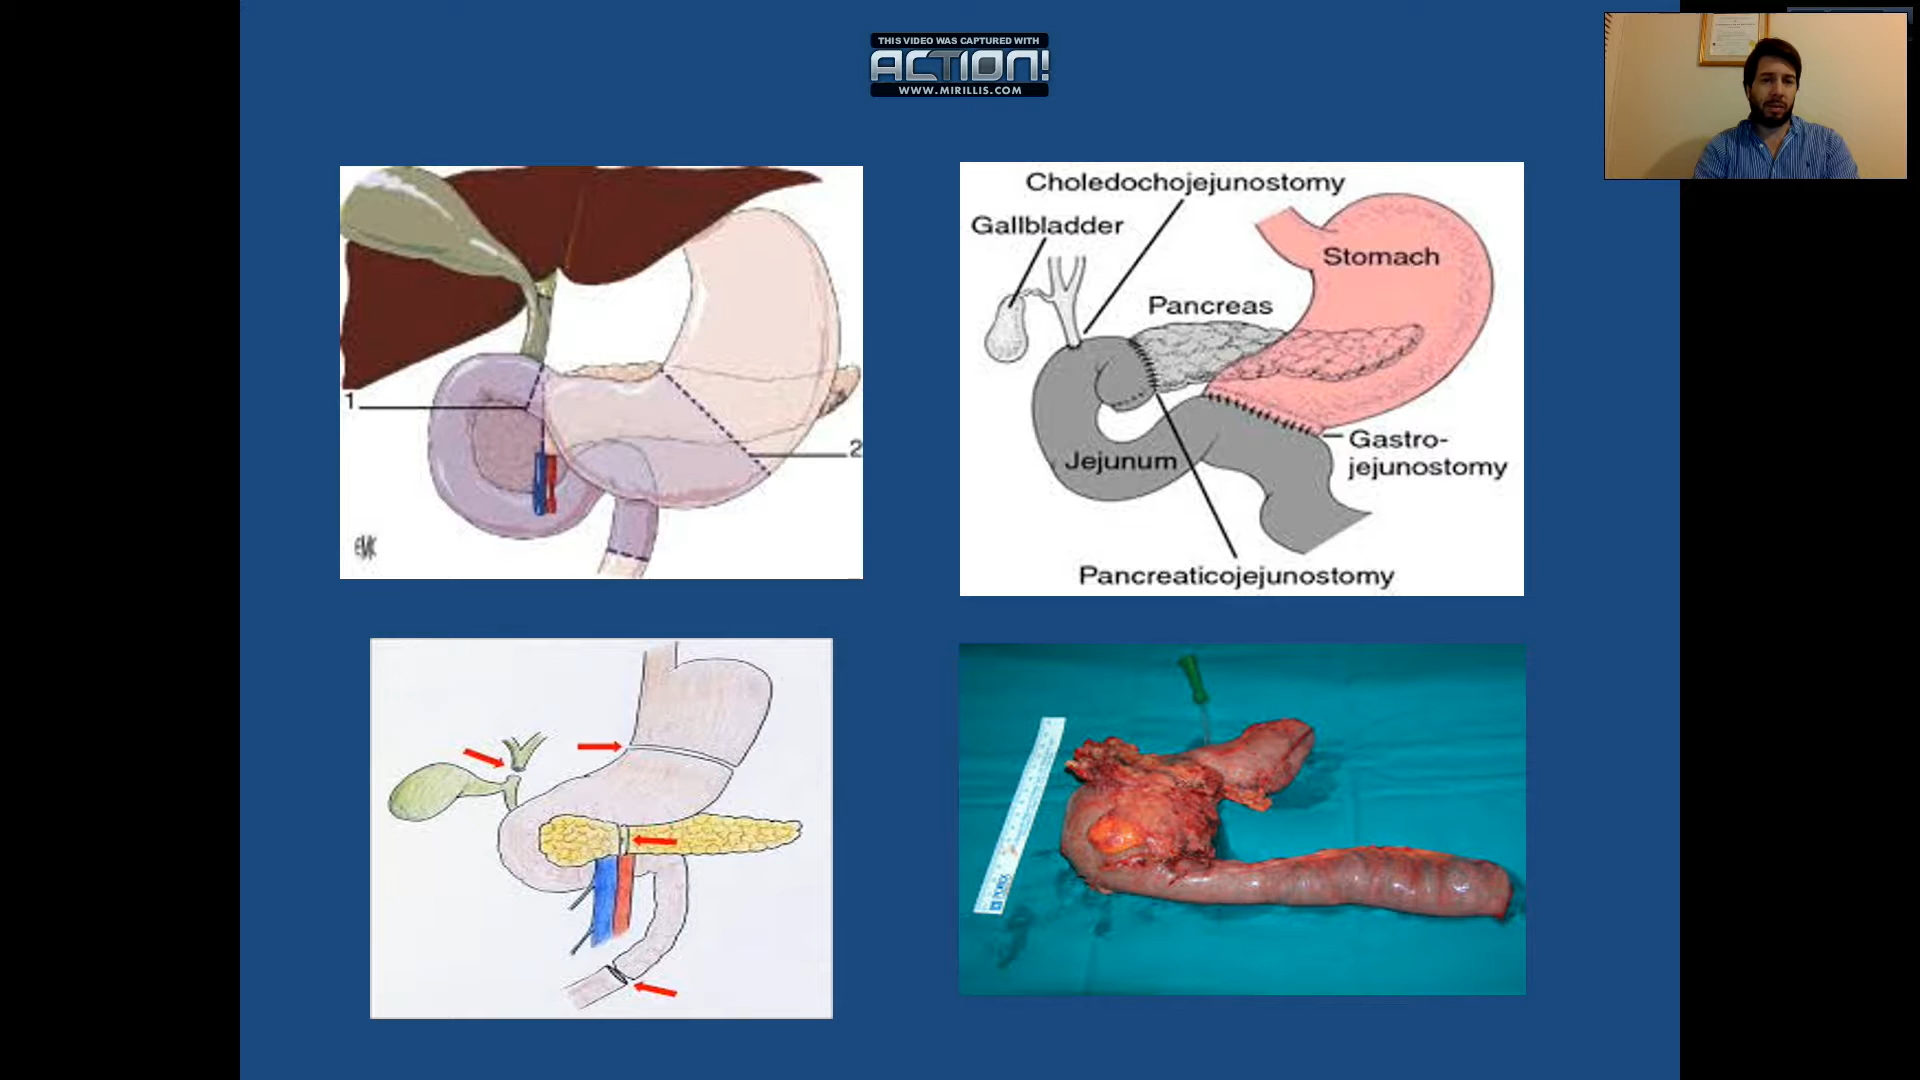 THIS VIDEO WAS CAPTURED WITH
ACTION!
WWW.MIRILLIS.COM
1
2
EMK
Choledochojejunostomy
Gallbladder
Stomach
Pancreas
Gastro-
jejunostomy
Jejunum
Pancreaticojejunostomy